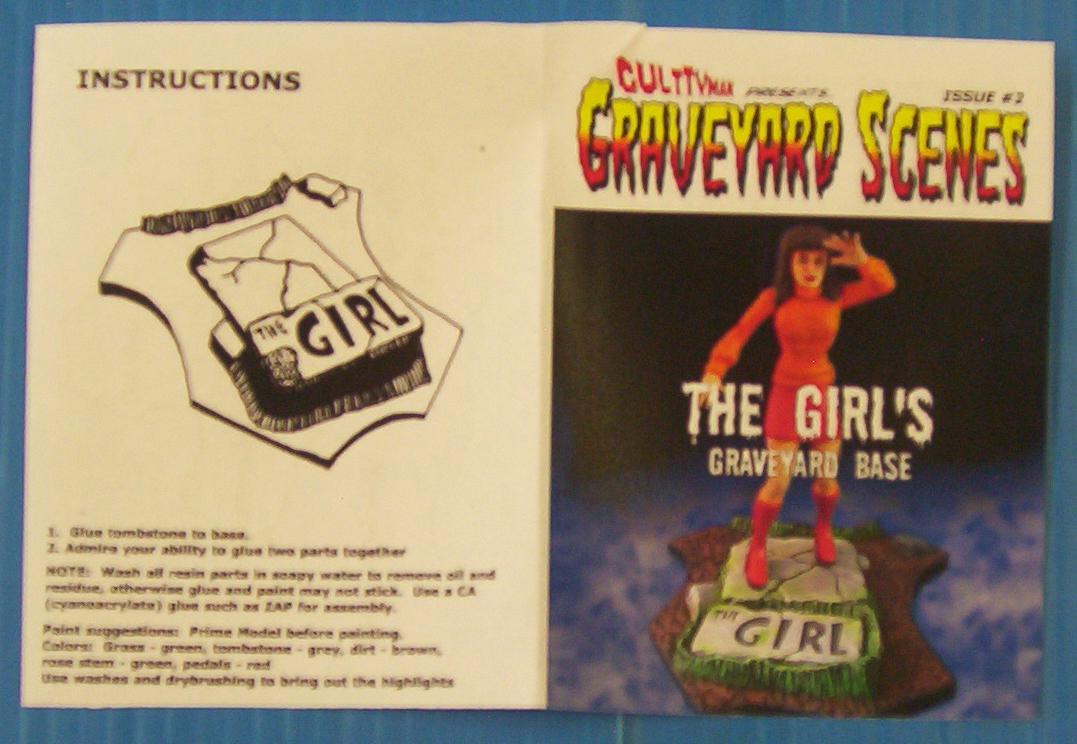 INSTRUCTIONS
THE
GIRL
1. Glue tombstone to base.
2. Admire your ability to glue two parts together
NOTE: Wash all resin parts in soapy water to remove oil and
residue, otherwise glue and paint may not stick. Use a CA
(cyanoacrylate) glue such as ZAP for assembly.
Paint suggestions: Prime Model before painting.
Colors: Grass - green, tombstone - grey, dirt - brown,
rose stem - green, pedals - red
Use washes and drybrushing to bring out the highlights
CULTTVMAN PRESENTS
ISSUE #2
GRAVEYARD SCENES
THE GIRL'S
GRAVEYARD BASE
THE
GIRL